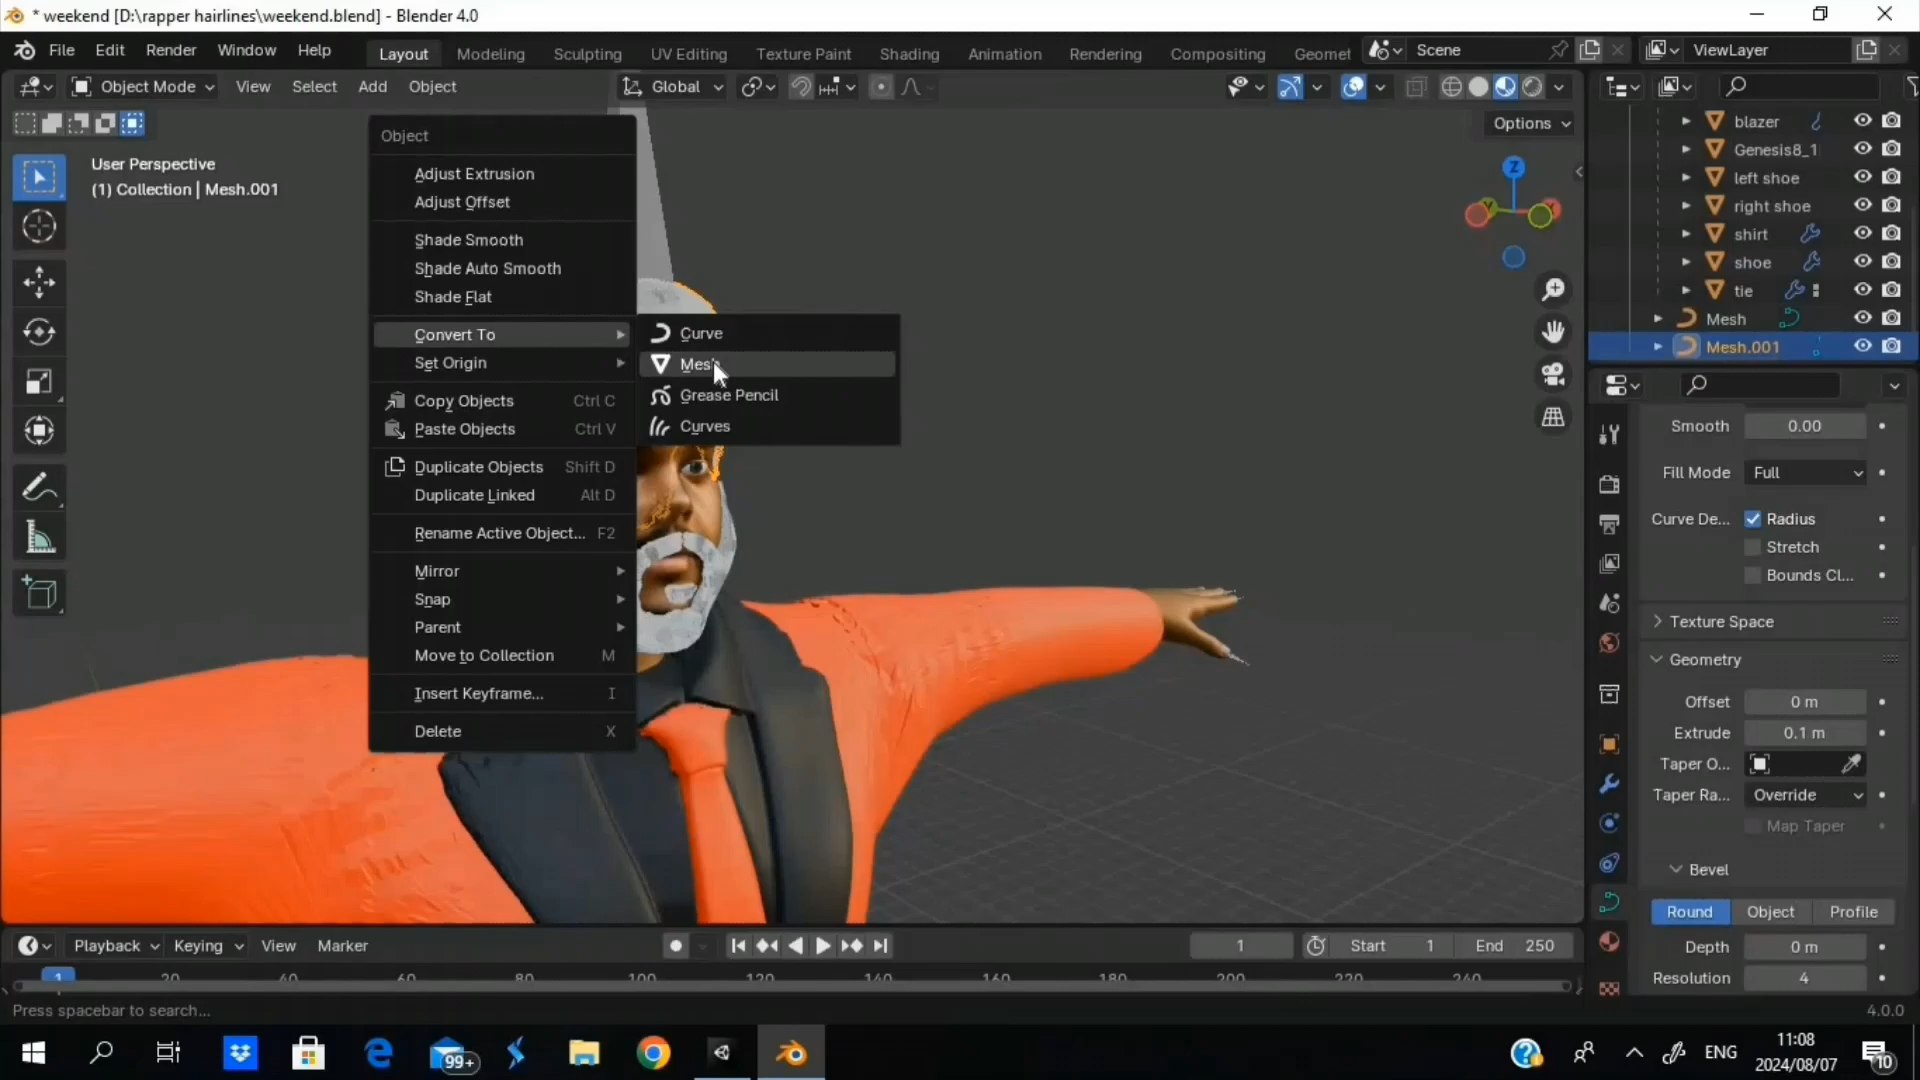 * weekend [D:\rapper hairlines\weekend.blend] - Blender 4.0
File Edit Render Window Help Layout Modeling Sculpting UV Editing Texture Paint Shading Animation Rendering Compositing Geomet Scene ViewLayer
Object Mode View Select Add Object Global
Options
User Perspective
(1) Collection | Mesh.001
Object
Adjust Extrusion
Adjust Offset
Shade Smooth
Shade Auto Smooth
Shade Flat
Convert To
Set Origin
Copy Objects Ctrl C
Paste Objects Ctrl V
Duplicate Objects Shift D
Duplicate Linked Alt D
Rename Active Object... F2
Mirror
Snap
Parent
Move to Collection M
Insert Keyframe... I
Delete X
Curve
Mesh
Grease Pencil
Curves
Z
Y
blazer
Genesis8_1
left shoe
right shoe
shirt
shoe
tie
Mesh
Mesh.001
Smooth 0.00
Fill Mode Full
Curve De... Radius
Stretch
Bounds Cl...
Texture Space
Geometry
Offset 0 m
Extrude 0.1 m
Taper O...
Taper Ra... Override
Map Taper
Bevel
Round Object Profile
Depth 0 m
Resolution 4
Playback Keying View Marker 1 Start 1 End 250
1 20 40 60 80 100 120 140 160 180 200 220 240
Press spacebar to search... 4.0.0
99+ ENG 11:08
2024/08/07 10